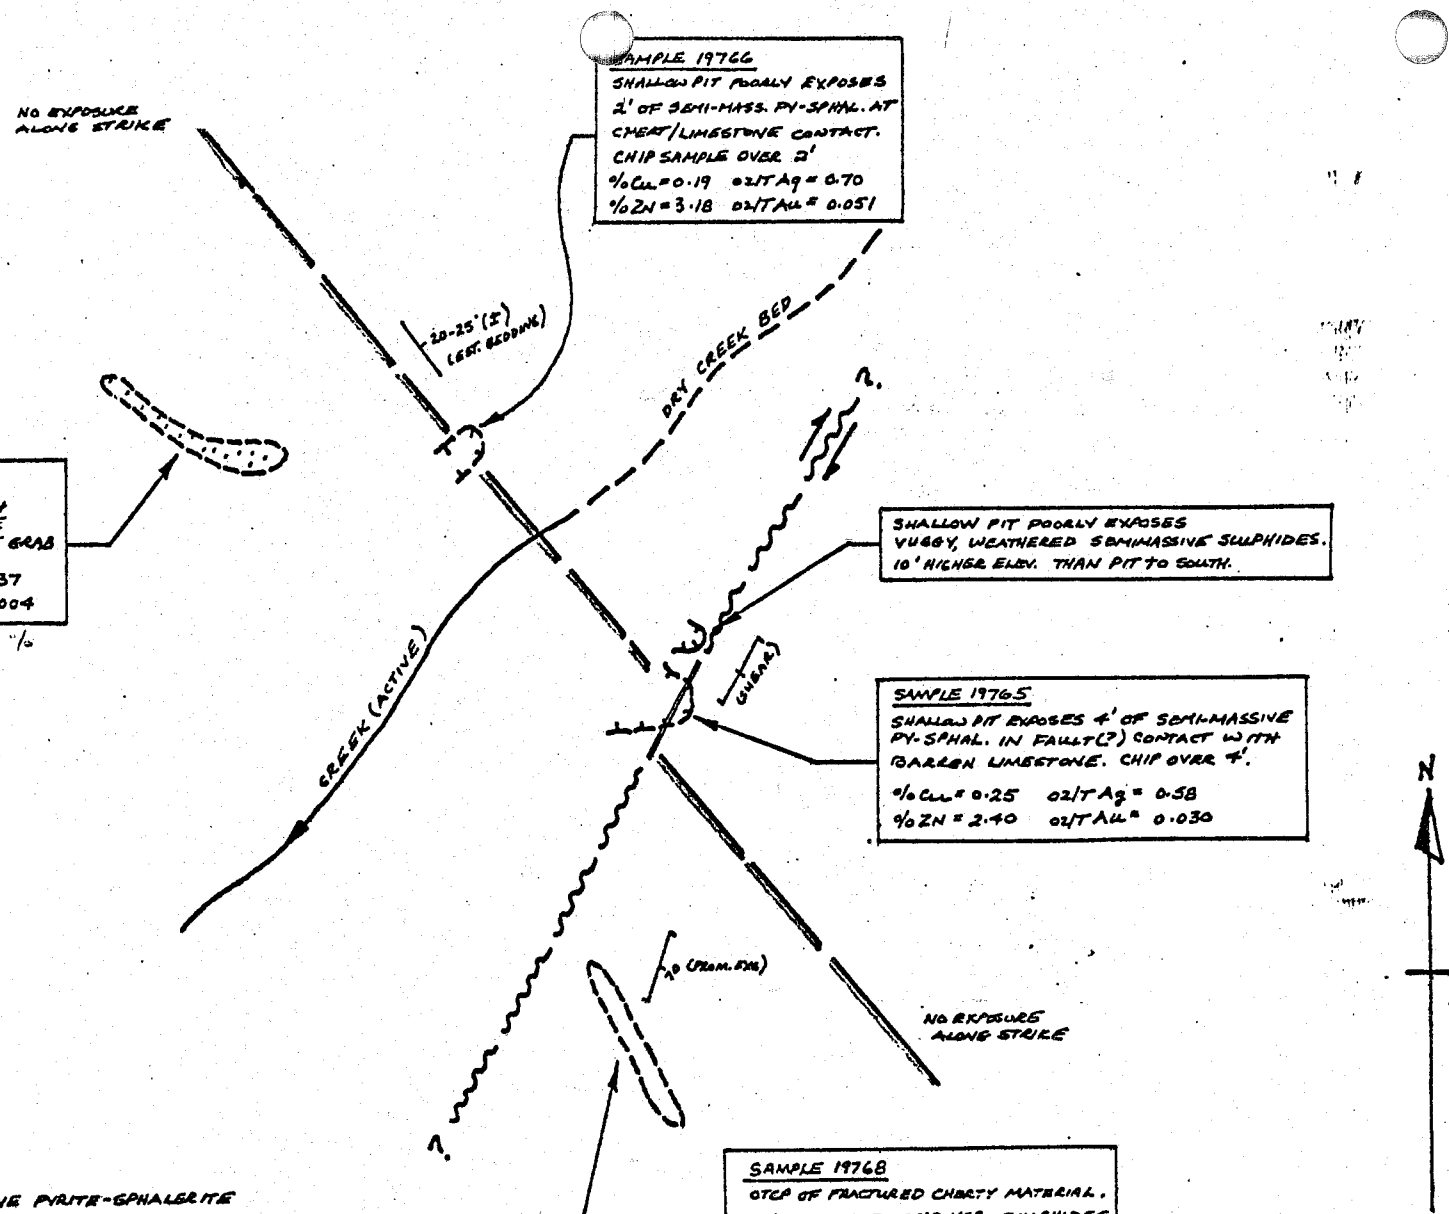 SAMPLE 19766
SHALLOW PIT POORLY EXPOSES
2' OF SEMI-MASS. PY-SPHAL. AT
CHERT/LIMESTONE CONTACT.
CHIP SAMPLE OVER 2'
%Cu = 0.19 oz/T Ag = 0.70
%ZN = 3.18 oz/T Au = 0.051
NO EXPOSURE
ALONG STRIKE
20-25°(±)
(EST. BEDDING)
DRY CREEK BED
?.
GRAB
37
004
SHALLOW PIT POORLY EXPOSES
VUGGY, WEATHERED SEMIMASSIVE SULPHIDES.
10' HIGHER ELEV. THAN PIT TO SOUTH.
CREEK (ACTIVE)
(SHEAR)
SAMPLE 19765
SHALLOW PIT EXPOSES 4' OF SEMI-MASSIVE
PY-SPHAL. IN FAULT(?) CONTACT WITH
BARREN LIMESTONE. CHIP OVER 4'.
%Cu = 0.25 oz/T Ag = 0.58
%ZN = 2.40 oz/T Au = 0.030
N
70 (PROM. FXS)
NO EXPOSURE
ALONG STRIKE
?.
SAMPLE 19768
OTCP OF FRACTURED CHERTY MATERIAL.
SULPHIDES
VE PYRITE-SPHALERITE